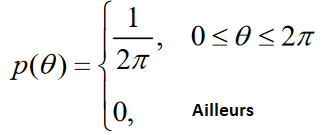 p(θ) = { 1/2π, 0 ≤ θ ≤ 2π
0, Ailleurs